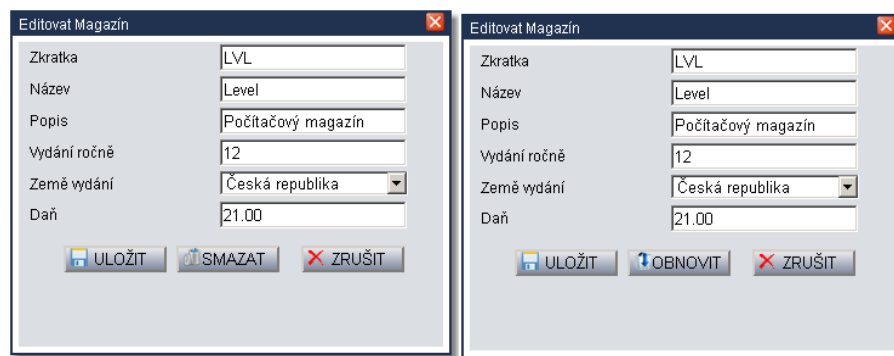 Editovat Magazín
Zkratka LVL
Název Level
Popis Počítačový magazín
Vydání ročně 12
Země vydání Česká republika
Daň 21.00
ULOŽIT SMAZAT ZRUŠIT
Editovat Magazín
Zkratka LVL
Název Level
Popis Počítačový magazín
Vydání ročně 12
Země vydání Česká republika
Daň 21.00
ULOŽIT OBNOVIT ZRUŠIT